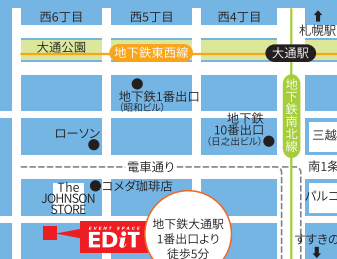 西6丁目
西5丁目
西4丁目
札幌駅
大通公園
地下鉄東西線
大通駅
地下鉄1番出口
(昭和ビル)
地下鉄南北線
地下鉄
10番出口
(日之出ビル)
ローソン
三越
電車通り
南1条
The
JOHNSON
STORE
コメダ珈琲店
パルコ
EVENT SPACE
EDiT
地下鉄大通駅
1番出口より
徒歩5分
すすきの